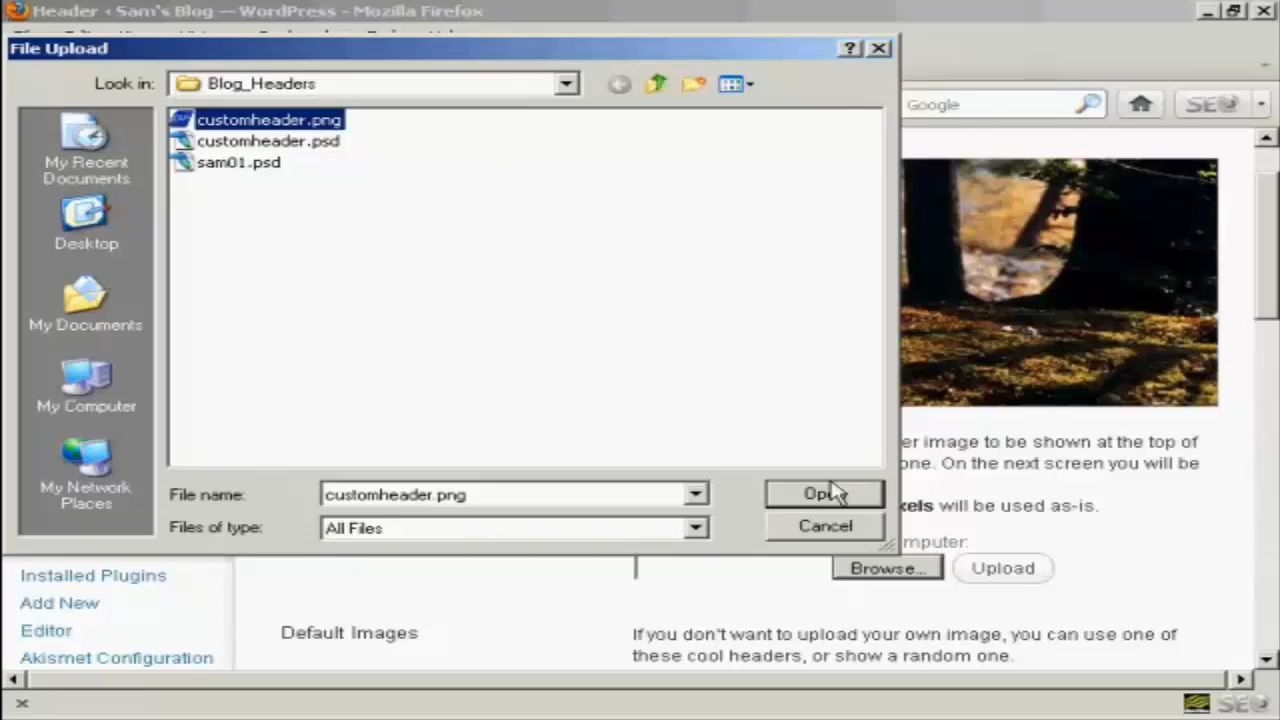 Header ‹ Sam's Blog — WordPress - Mozilla Firefox
File Upload
Look in:
Blog_Headers
customheader.png
customheader.psd
sam01.psd
My Recent
Documents
Desktop
My Documents
My Computer
My Network
Places
File name:
customheader.png
Open
Files of type:
All Files
Cancel
Google
SEO
er image to be shown at the top of
one. On the next screen you will be
xels will be used as-is.
mputer:
Browse...
Upload
Installed Plugins
Add New
Editor
Akismet Configuration
Default Images
If you don't want to upload your own image, you can use one of
these cool headers, or show a random one.
SEO